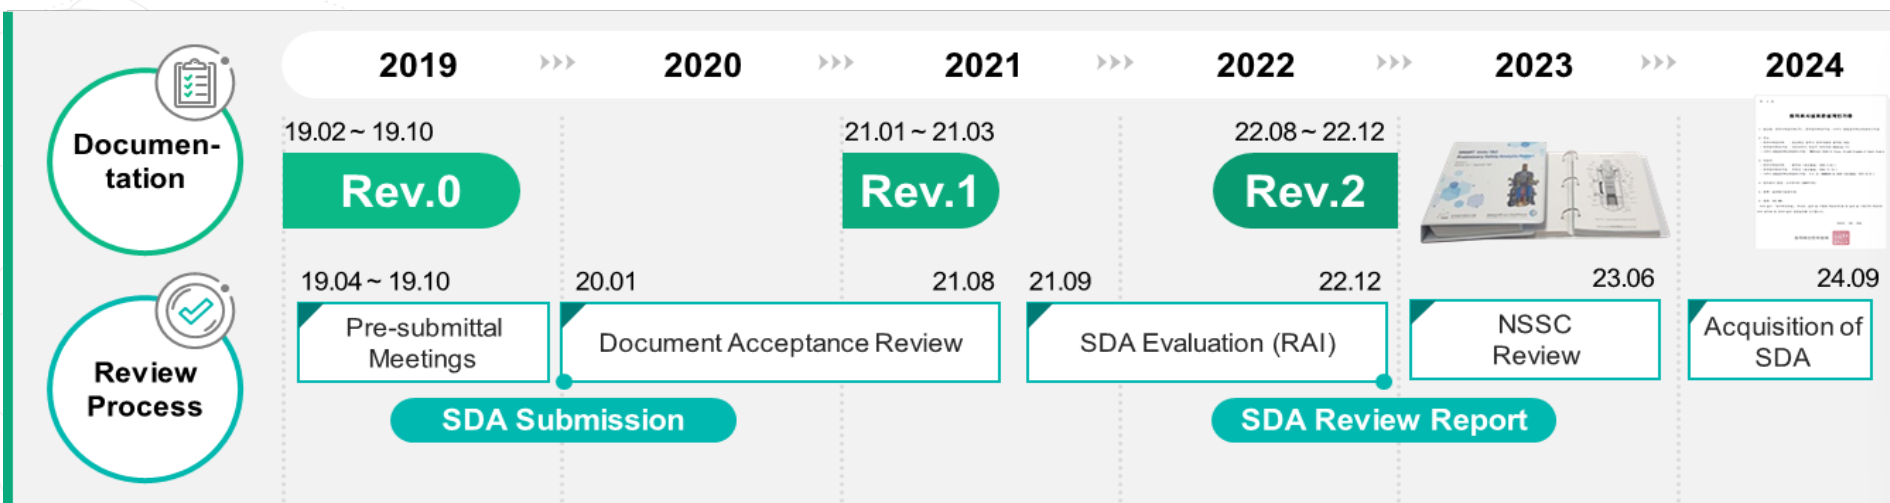 2019 2020 2021 2022 2023 2024
Documen-
tation
19.02 ~ 19.10
21.01 ~ 21.03
22.08 ~ 22.12
Rev.0
Rev.1
Rev.2
Review
Process
19.04 ~ 19.10
20.01
21.08
21.09
22.12
23.06
24.09
Pre-submittal
Meetings
Document Acceptance Review
SDA Evaluation (RAI)
NSSC
Review
Acquisition of
SDA
SDA Submission
SDA Review Report